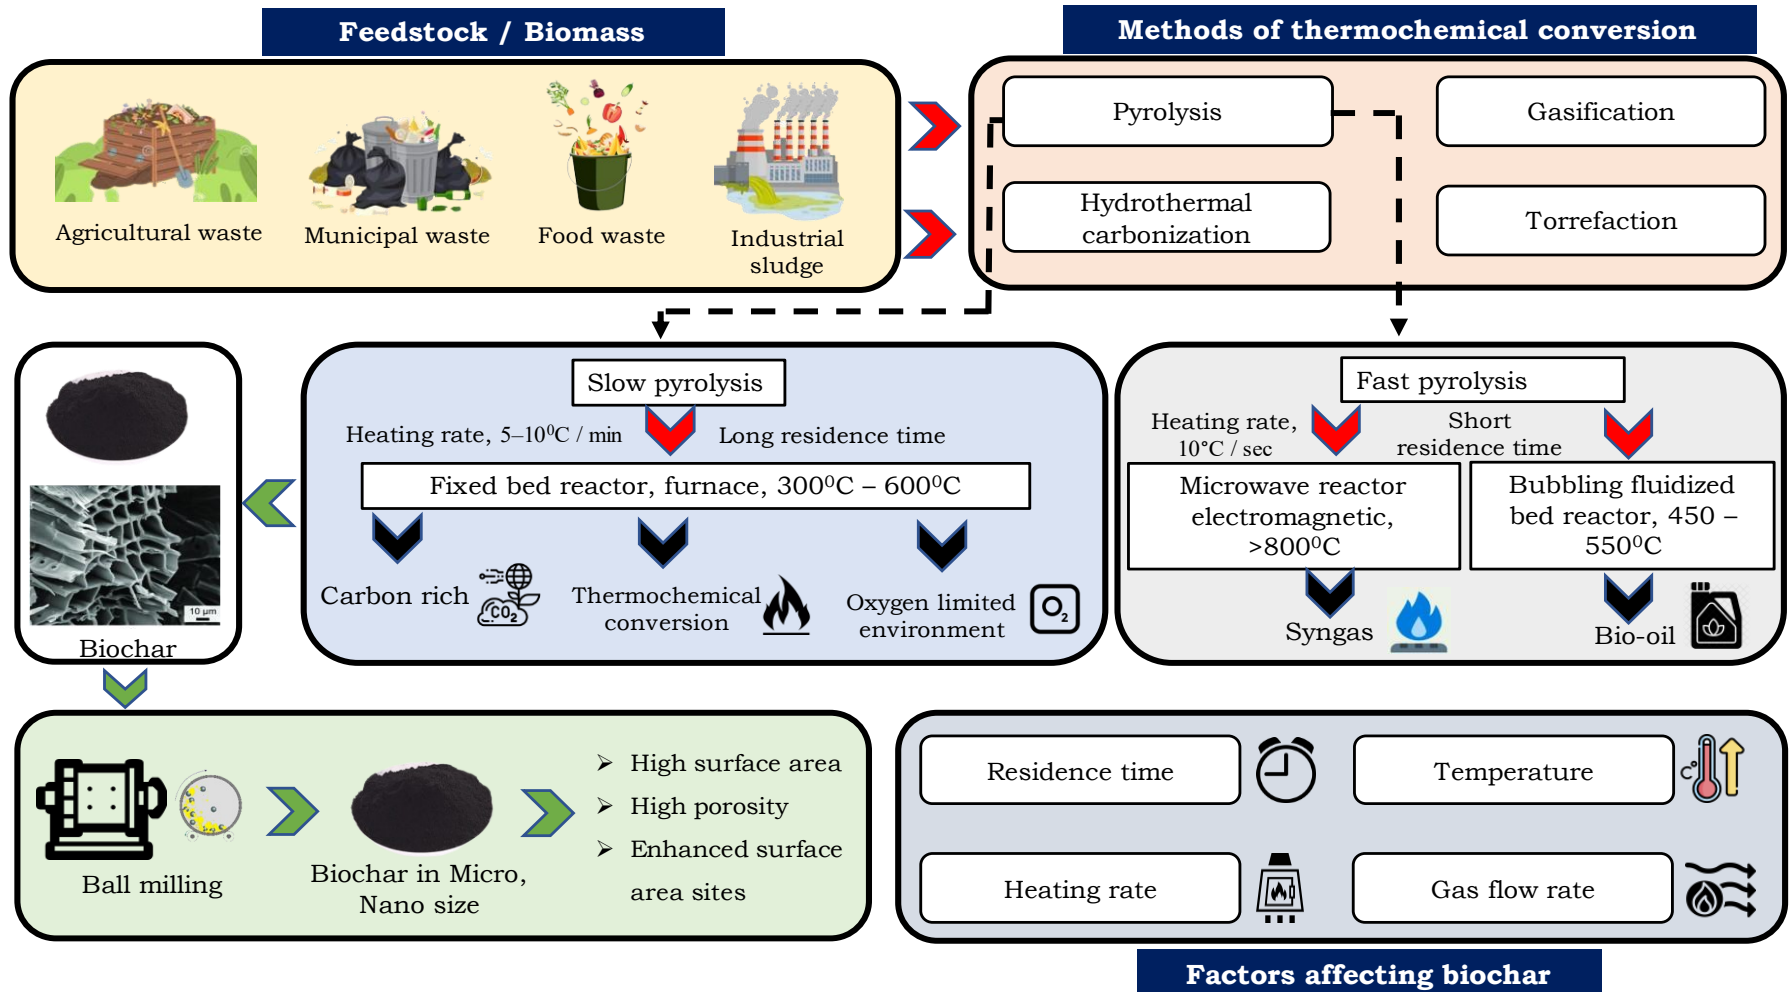 Feedstock / Biomass
Methods of thermochemical conversion
Agricultural waste
Municipal waste
Food waste
Industrial
sludge
Pyrolysis
Gasification
Hydrothermal
carbonization
Torrefaction
Slow pyrolysis
Heating rate, 5–10⁰C / min
Long residence time
Fixed bed reactor, furnace, 300⁰C – 600⁰C
Carbon rich
CO₂
Thermochemical
conversion
Oxygen limited
environment
O₂
Fast pyrolysis
Heating rate,
10°C / sec
Short
residence time
Microwave reactor
electromagnetic,
>800⁰C
Bubbling fluidized
bed reactor, 450 –
550⁰C
Syngas
Bio-oil
10 µm
Biochar
Ball milling
Biochar in Micro,
Nano size
➢ High surface area
➢ High porosity
➢ Enhanced surface
area sites
Residence time
Temperature
C°
Heating rate
Gas flow rate
Factors affecting biochar